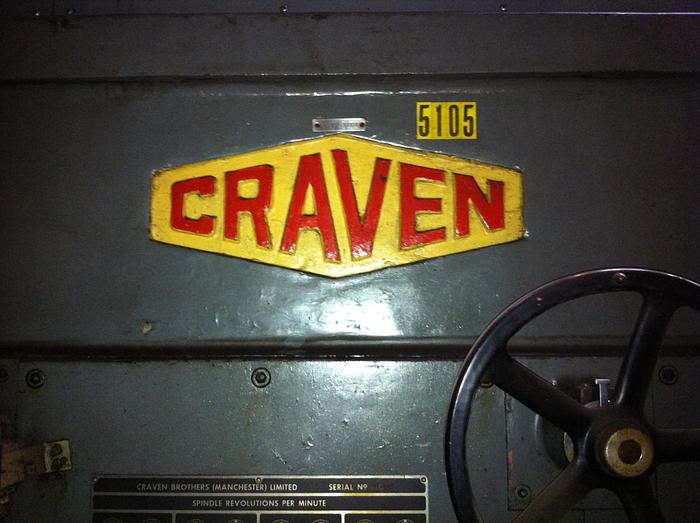 5105
CRAVEN
CRAVEN BROTHERS (MANCHESTER) LIMITED SERIAL Nº
SPINDLE REVOLUTIONS PER MINUTE